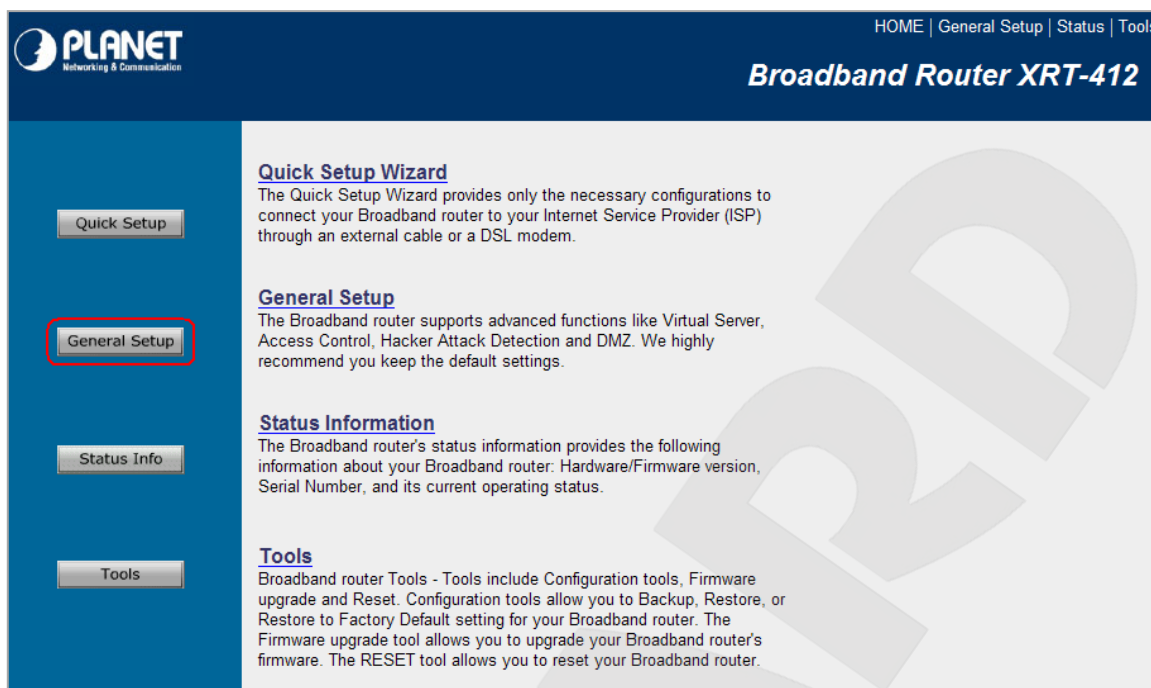 PLANET
Networking & Communication
HOME | General Setup | Status | Tools
Broadband Router XRT-412
Quick Setup
General Setup
Status Info
Tools
Quick Setup Wizard
The Quick Setup Wizard provides only the necessary configurations to
connect your Broadband router to your Internet Service Provider (ISP)
through an external cable or a DSL modem.
General Setup
The Broadband router supports advanced functions like Virtual Server,
Access Control, Hacker Attack Detection and DMZ. We highly
recommend you keep the default settings.
Status Information
The Broadband router's status information provides the following
information about your Broadband router: Hardware/Firmware version,
Serial Number, and its current operating status.
Tools
Broadband router Tools - Tools include Configuration tools, Firmware
upgrade and Reset. Configuration tools allow you to Backup, Restore, or
Restore to Factory Default setting for your Broadband router. The
Firmware upgrade tool allows you to upgrade your Broadband router's
firmware. The RESET tool allows you to reset your Broadband router.